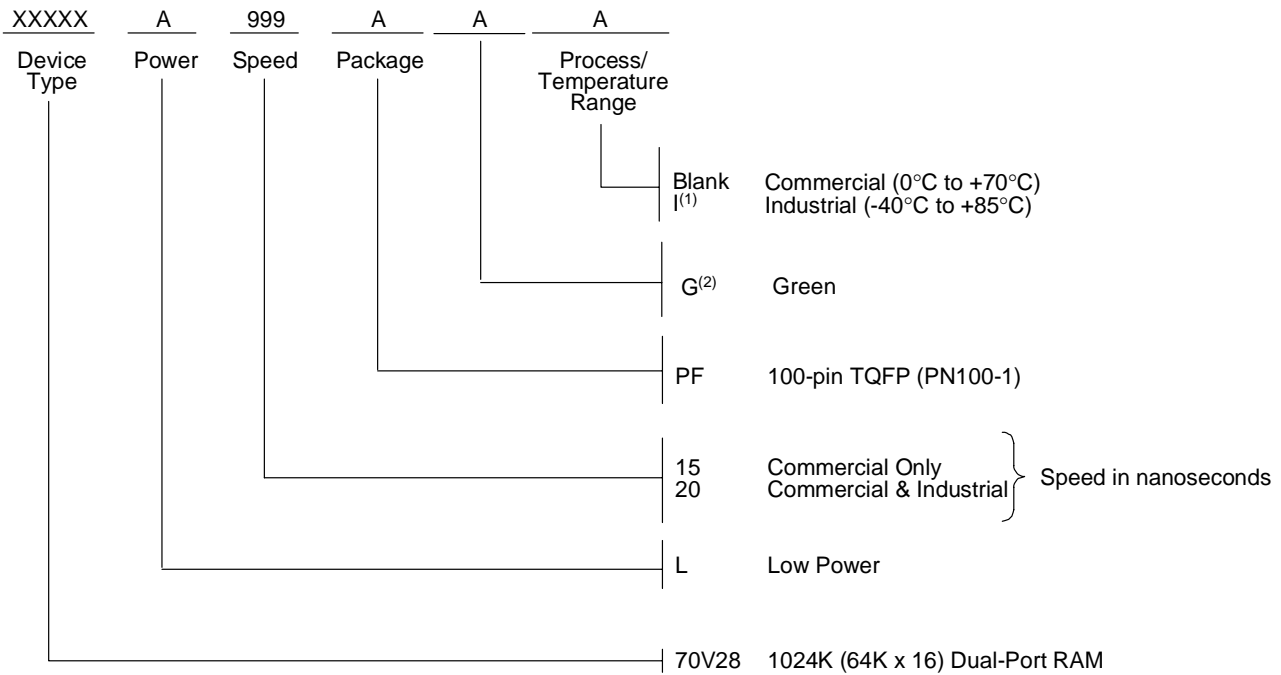 XXXXX A 999 A A A
Device Type Power Speed Package Process/ Temperature Range
Blank Commercial (0°C to +70°C)
I(1) Industrial (-40°C to +85°C)
G(2) Green
PF 100-pin TQFP (PN100-1)
15 Commercial Only
20 Commercial & Industrial
Speed in nanoseconds
L Low Power
70V28 1024K (64K x 16) Dual-Port RAM